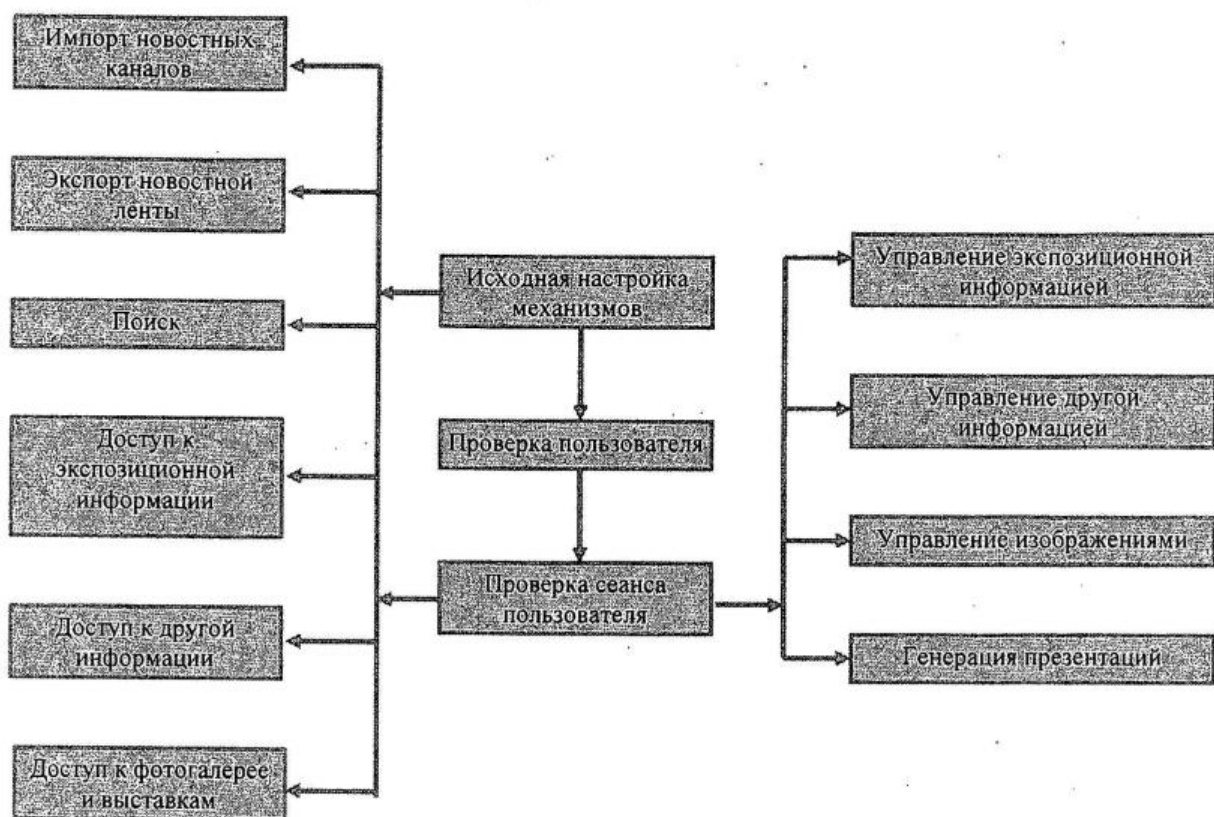 Импорт новостных
каналов
Экспорт новостной
ленты
Поиск
Доступ к
экспозиционной
информации
Доступ к другой
информации
Доступ к фотогалерее
и выставкам
Исходная настройка
механизмов
Проверка пользователя
Проверка сеанса
пользователя
Управление экспозиционной
информацией
Управление другой
информацией
Управление изображениями
Генерация презентаций